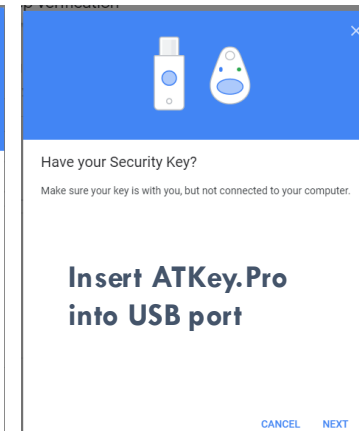 p verification
Have your Security Key?
Make sure your key is with you, but not connected to your computer.
Insert ATKey.Pro
into USB port
CANCEL NEXT